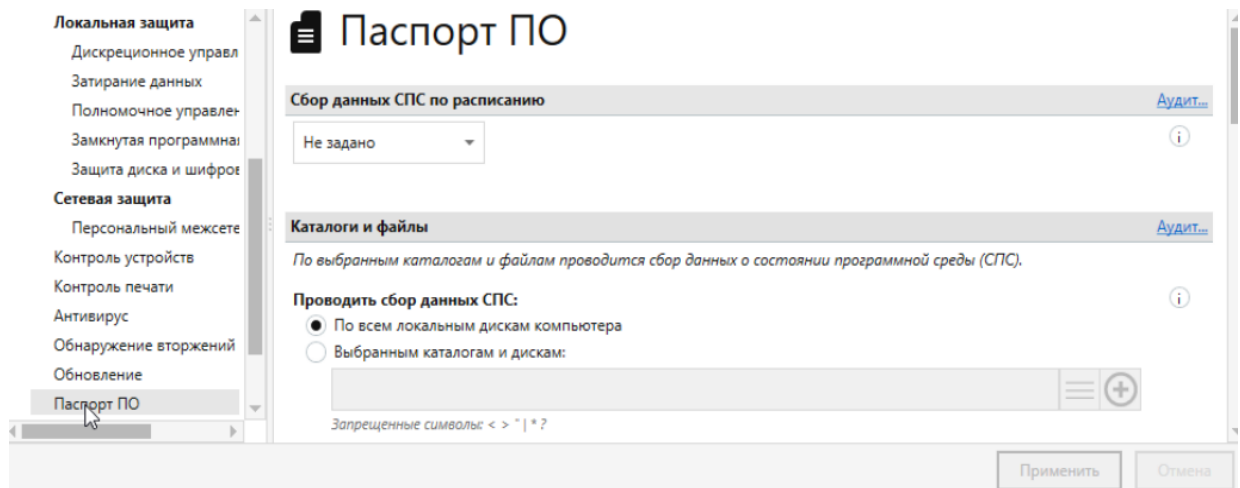 Локальная защита
Дискреционное управл
Затирание данных
Полномочное управлен
Замкнутая программная
Защита диска и шифров
Сетевая защита
Персональный межсете
Контроль устройств
Контроль печати
Антивирус
Обнаружение вторжений
Обновление
Паспорт ПО
Паспорт ПО
Сбор данных СПС по расписанию Аудит...
Не задано
Каталоги и файлы Аудит...
По выбранным каталогам и файлам проводится сбор данных о состоянии программной среды (СПС).
Проводить сбор данных СПС:
По всем локальным дискам компьютера
Выбранным каталогам и дискам:
Запрещенные символы: < > " | * ?
Применить Отмена